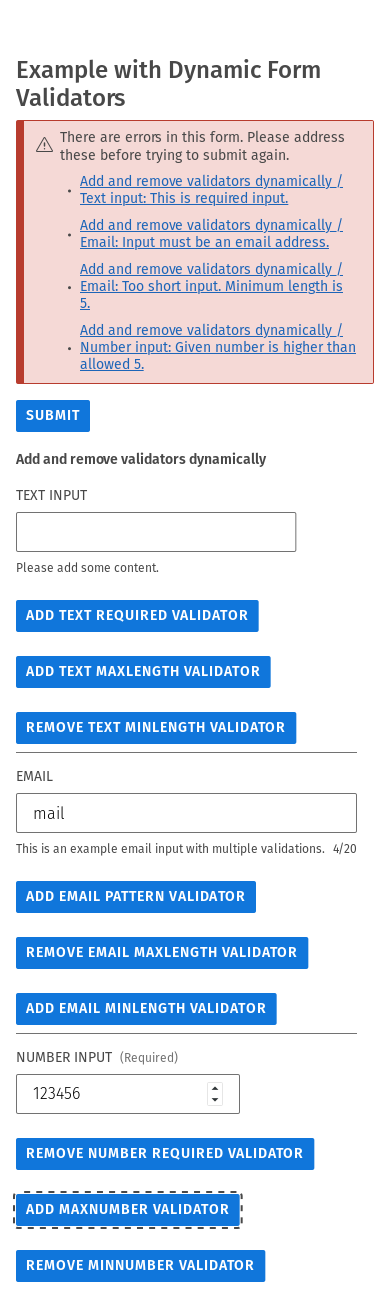 Example with Dynamic Form
Validators
There are errors in this form. Please address
these before trying to submit again.
Add and remove validators dynamically /
Text input: This is required input.
Add and remove validators dynamically /
Email: Input must be an email address.
Add and remove validators dynamically /
Email: Too short input. Minimum length is
5.
Add and remove validators dynamically /
Number input: Given number is higher than
allowed 5.
SUBMIT
Add and remove validators dynamically
TEXT INPUT
Please add some content.
ADD TEXT REQUIRED VALIDATOR
ADD TEXT MAXLENGTH VALIDATOR
REMOVE TEXT MINLENGTH VALIDATOR
EMAIL
mail
This is an example email input with multiple validations. 4/20
ADD EMAIL PATTERN VALIDATOR
REMOVE EMAIL MAXLENGTH VALIDATOR
ADD EMAIL MINLENGTH VALIDATOR
NUMBER INPUT (Required)
123456
REMOVE NUMBER REQUIRED VALIDATOR
ADD MAXNUMBER VALIDATOR
REMOVE MINNUMBER VALIDATOR